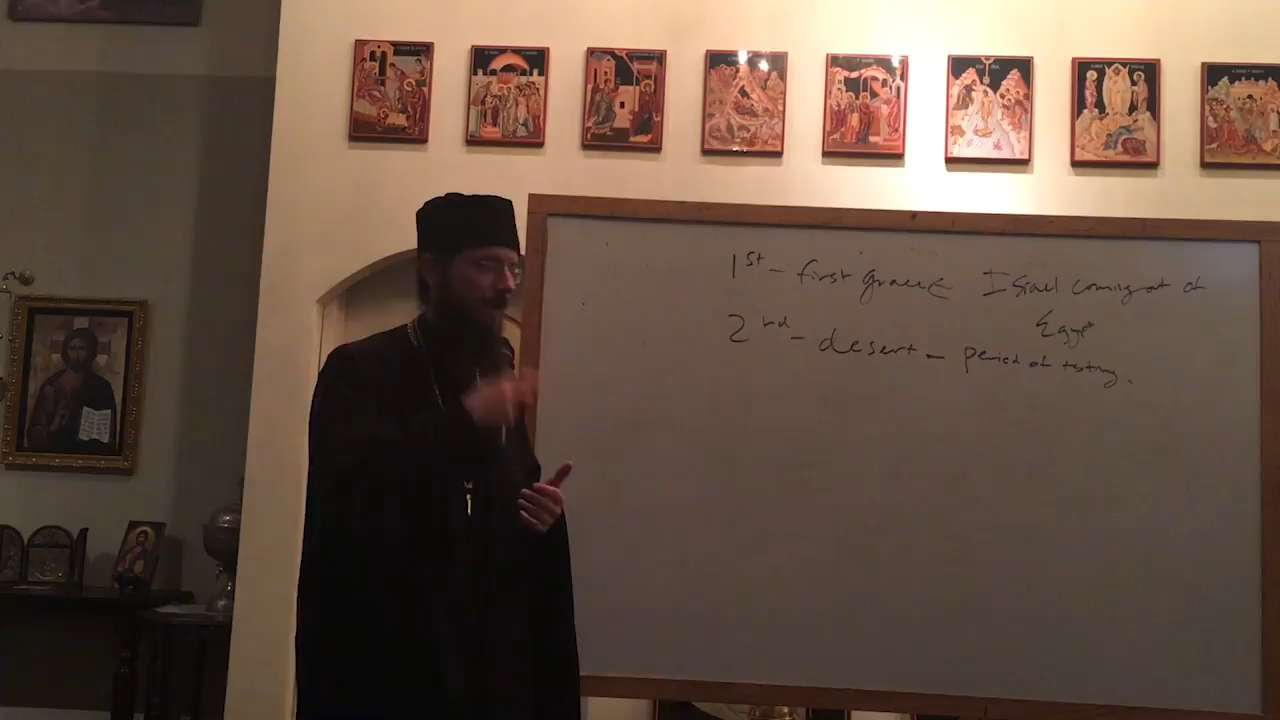 1st - first grace Israel coming out of
Egypt
2nd - desert - period of testing.